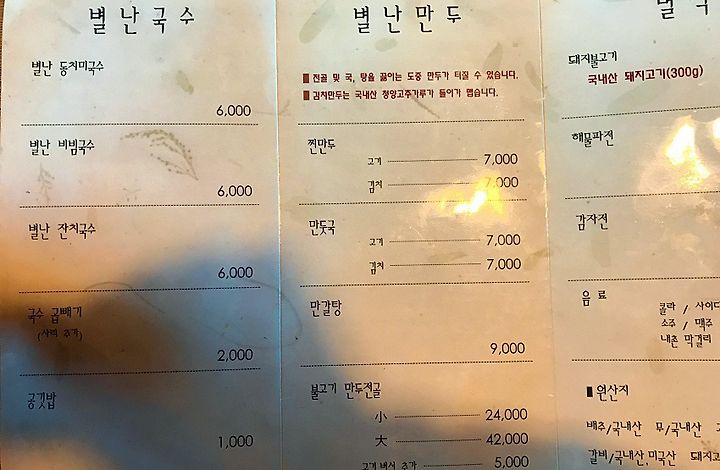 별난국수
별난 동치미국수
6,000
별난 비빔국수
6,000
별난 잔치국수
6,000
국수 곱빼기
(사리 추가)
2,000
공깃밥
1,000
별난만두
전골 및 국, 탕을 끓이는 도중 만두가 터질 수 있습니다.
김치만두는 국내산 청양고추가루가 들어가 맵습니다.
찐만두
고기 7,000
김치 7,000
만둣국
고기 7,000
김치 7,000
만갈탕
9,000
불고기 만두전골
小 24,000
大 42,000
고기 버섯 추가 5,000
별
돼지불고기
국내산 돼지고기(300g)
해물파전
감자전
음료
콜라 / 사이다
소주 / 맥주
내촌 막걸리
원산지
배추/국내산 무/국내산
갈비/국내산 미국산 돼지고